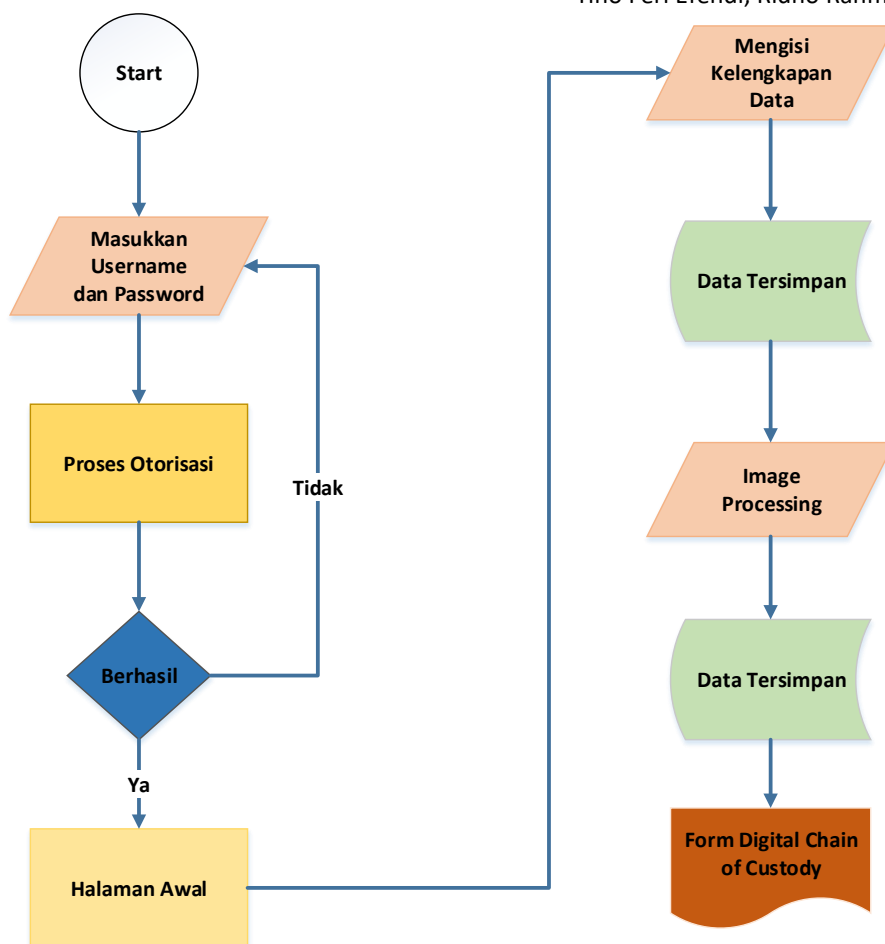 Start
Masukkan
Username
dan Password
Proses Otorisasi
Tidak
Berhasil
Ya
Halaman Awal
Mengisi
Kelengkapan
Data
Data Tersimpan
Image
Processing
Data Tersimpan
Form Digital Chain
of Custody